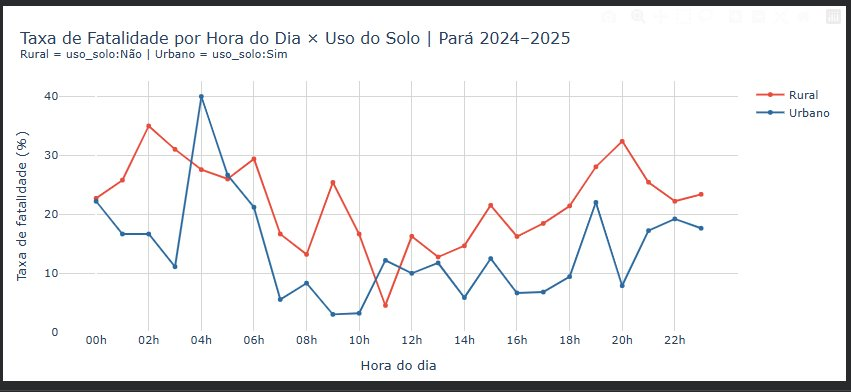 Taxa de Fatalidade por Hora do Dia × Uso do Solo | Pará 2024–2025
Rural = uso_solo:Não | Urbano = uso_solo:Sim
Rural
Urbano
Taxa de fatalidade (%)
40
30
20
10
0
00h 02h 04h 06h 08h 10h 12h 14h 16h 18h 20h 22h
Hora do dia